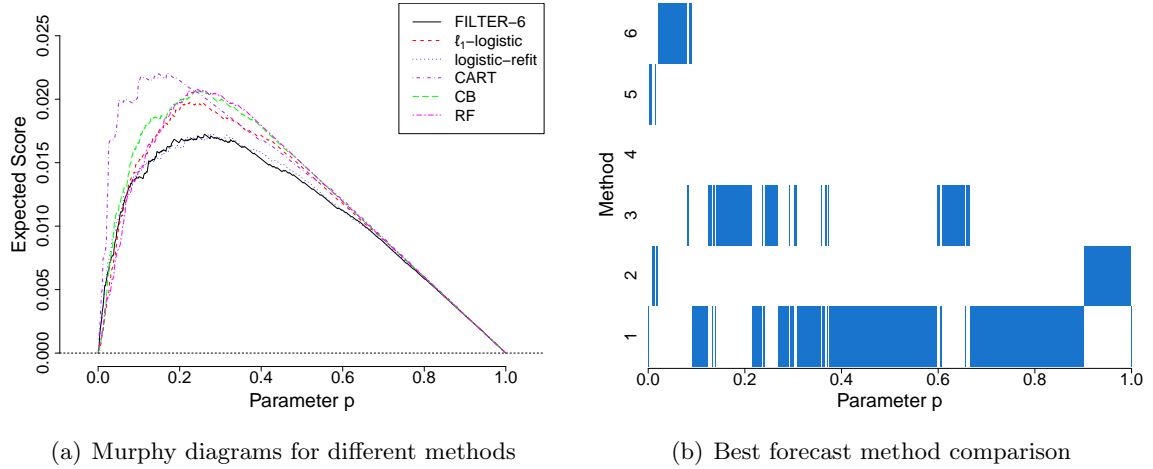 0.025
0.020
0.015
0.010
0.005
0.000
Expected Score
FILTER−6
ℓ1−logistic
logistic−refit
CART
CB
RF
0.0 0.2 0.4 0.6 0.8 1.0
Parameter p
(a) Murphy diagrams for different methods
6
5
4
3
2
1
Method
0.0 0.2 0.4 0.6 0.8 1.0
Parameter p
(b) Best forecast method comparison